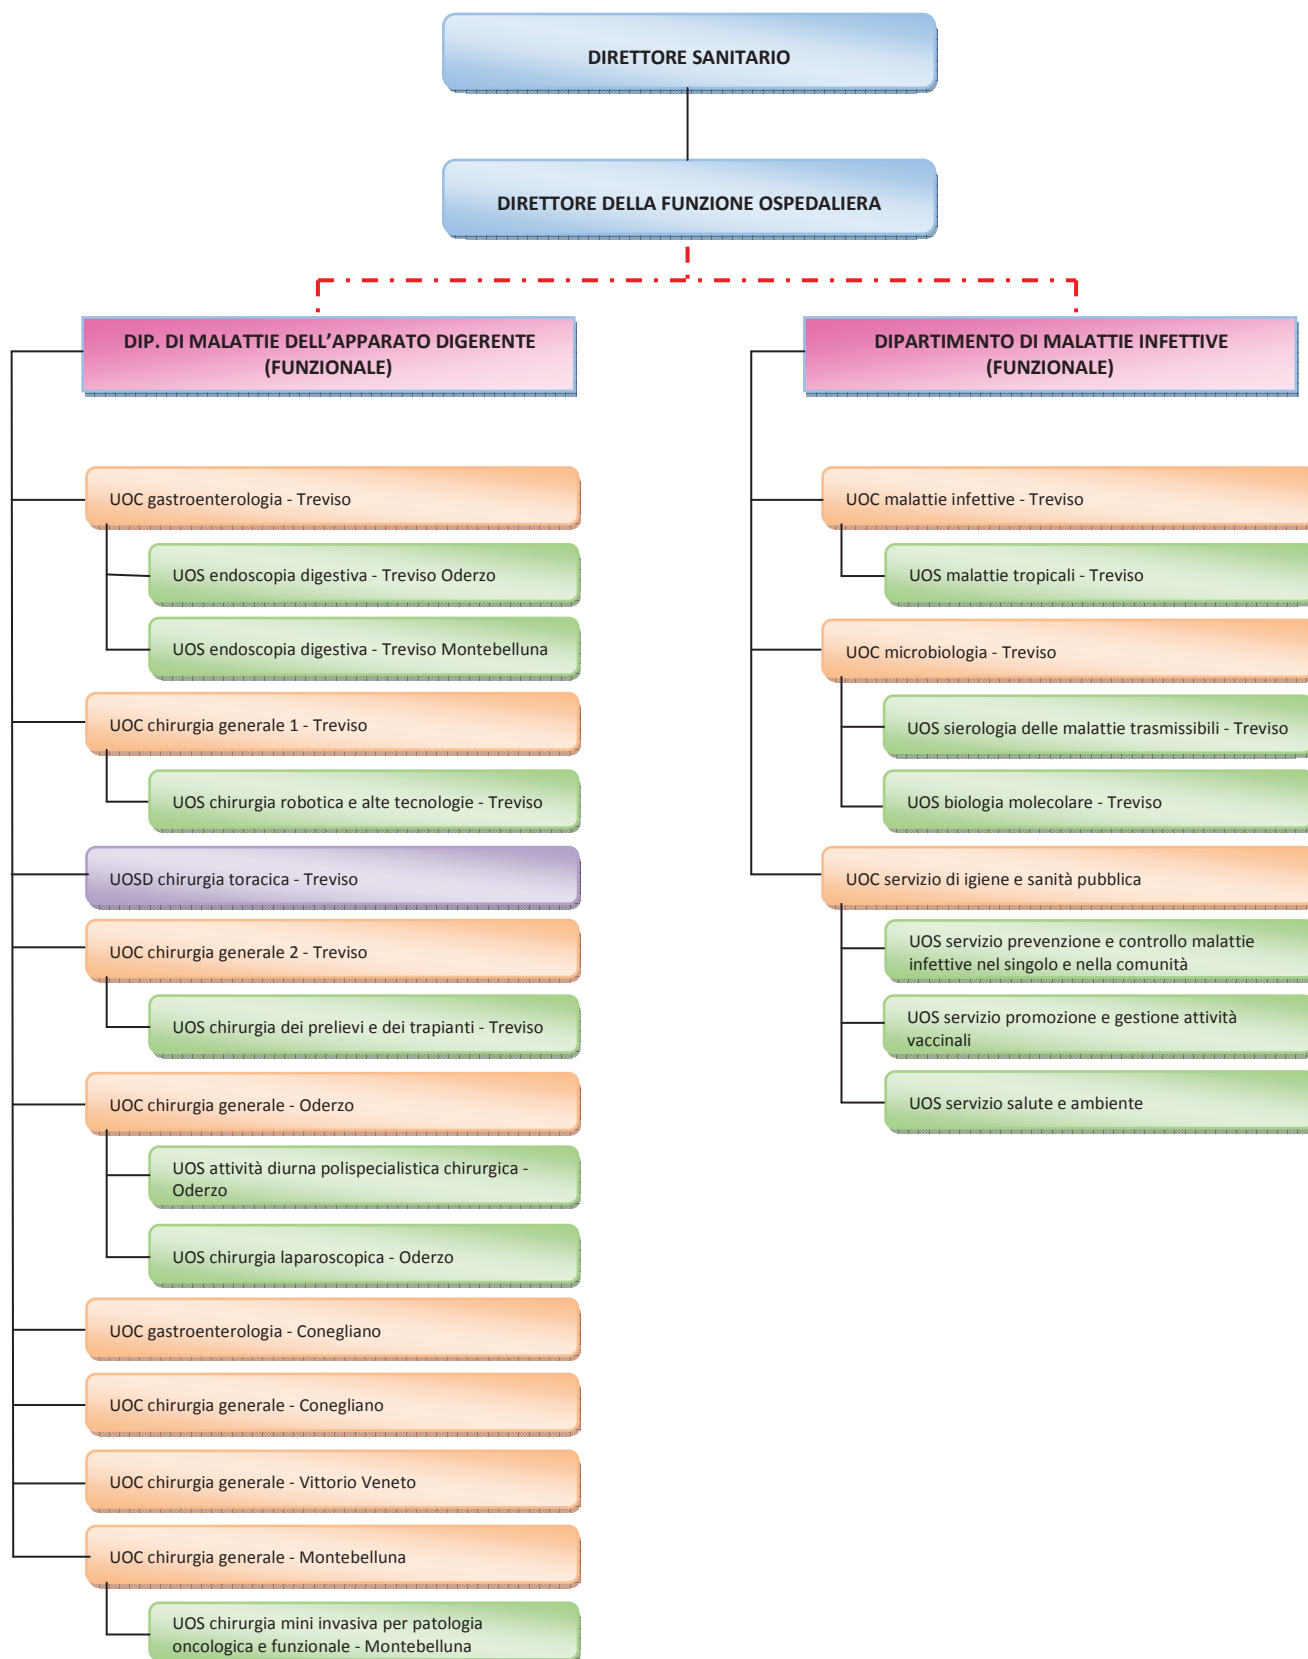 DIRETTORE SANITARIO
DIRETTORE DELLA FUNZIONE OSPEDALIERA
DIP. DI MALATTIE DELL’APPARATO DIGERENTE
(FUNZIONALE)
UOC gastroenterologia - Treviso
UOS endoscopia digestiva - Treviso Oderzo
UOS endoscopia digestiva - Treviso Montebelluna
UOC chirurgia generale 1 - Treviso
UOS chirurgia robotica e alte tecnologie - Treviso
UOSD chirurgia toracica - Treviso
UOC chirurgia generale 2 - Treviso
UOS chirurgia dei prelievi e dei trapianti - Treviso
UOC chirurgia generale - Oderzo
UOS attività diurna polispecialistica chirurgica -
Oderzo
UOS chirurgia laparoscopica - Oderzo
UOC gastroenterologia - Conegliano
UOC chirurgia generale - Conegliano
UOC chirurgia generale - Vittorio Veneto
UOC chirurgia generale - Montebelluna
UOS chirurgia mini invasiva per patologia
oncologica e funzionale - Montebelluna
DIPARTIMENTO DI MALATTIE INFETTIVE
(FUNZIONALE)
UOC malattie infettive - Treviso
UOS malattie tropicali - Treviso
UOC microbiologia - Treviso
UOS sierologia delle malattie trasmissibili - Treviso
UOS biologia molecolare - Treviso
UOC servizio di igiene e sanità pubblica
UOS servizio prevenzione e controllo malattie
infettive nel singolo e nella comunità
UOS servizio promozione e gestione attività
vaccinali
UOS servizio salute e ambiente